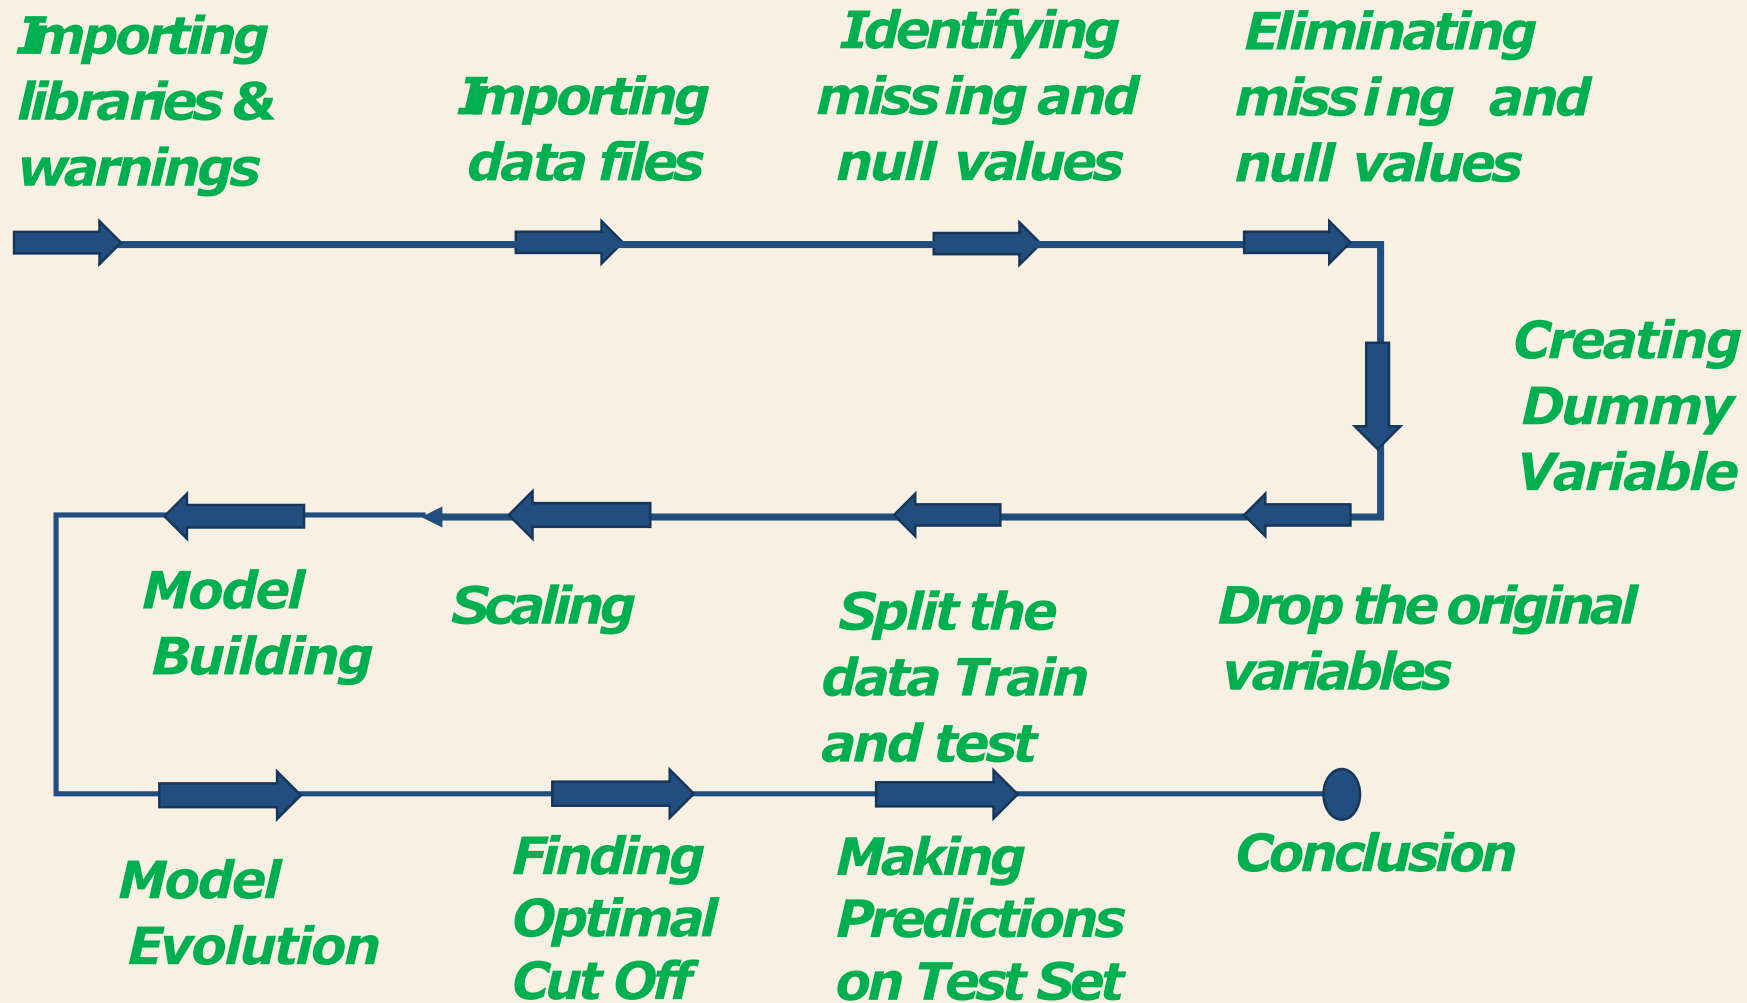 Importing
libraries &
warnings
Importing
data files
Identifying
missing and
null values
Eliminating
missing and
null values
Creating
Dummy
Variable
Drop the original
variables
Split the
data Train
and test
Scaling
Model
Building
Model
Evolution
Finding
Optimal
Cut Off
Making
Predictions
on Test Set
Conclusion